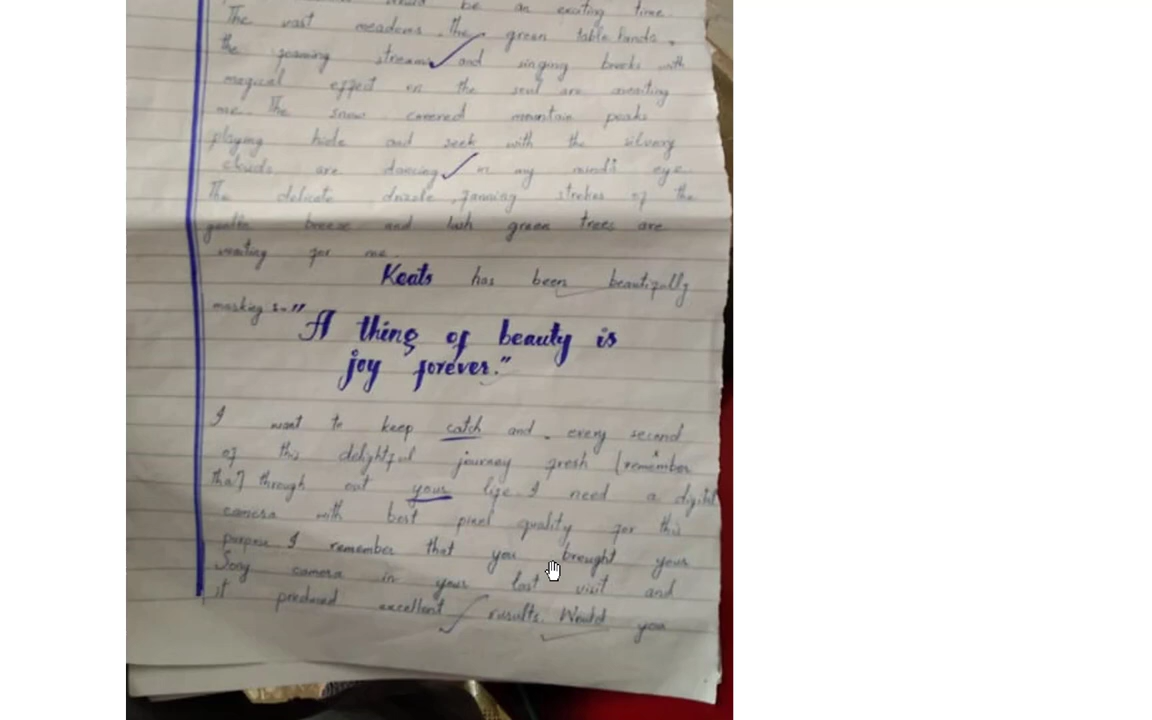 be an exciting time.
The vast meadows, the green table lands,
the foaming streams and singing brooks with
magical effect on the soul are awaiting
me. The snow covered mountain peaks
playing hide and seek with the silvery
clouds are dancing in my mind's eye.
The delicate drizzle, fanning strokes of the
gentle breeze and lush green trees are
waiting for me.
Keats has been beautifully
masking :- "A thing of beauty is
joy forever."
I want to keep catch and every second
of this delightful journey fresh [remember
that] through out your life. I need a digital
camera with best pixel quality for this
purpose. I remember that you brought your
Sony camera in your last visit and
it produced excellent results. Would you